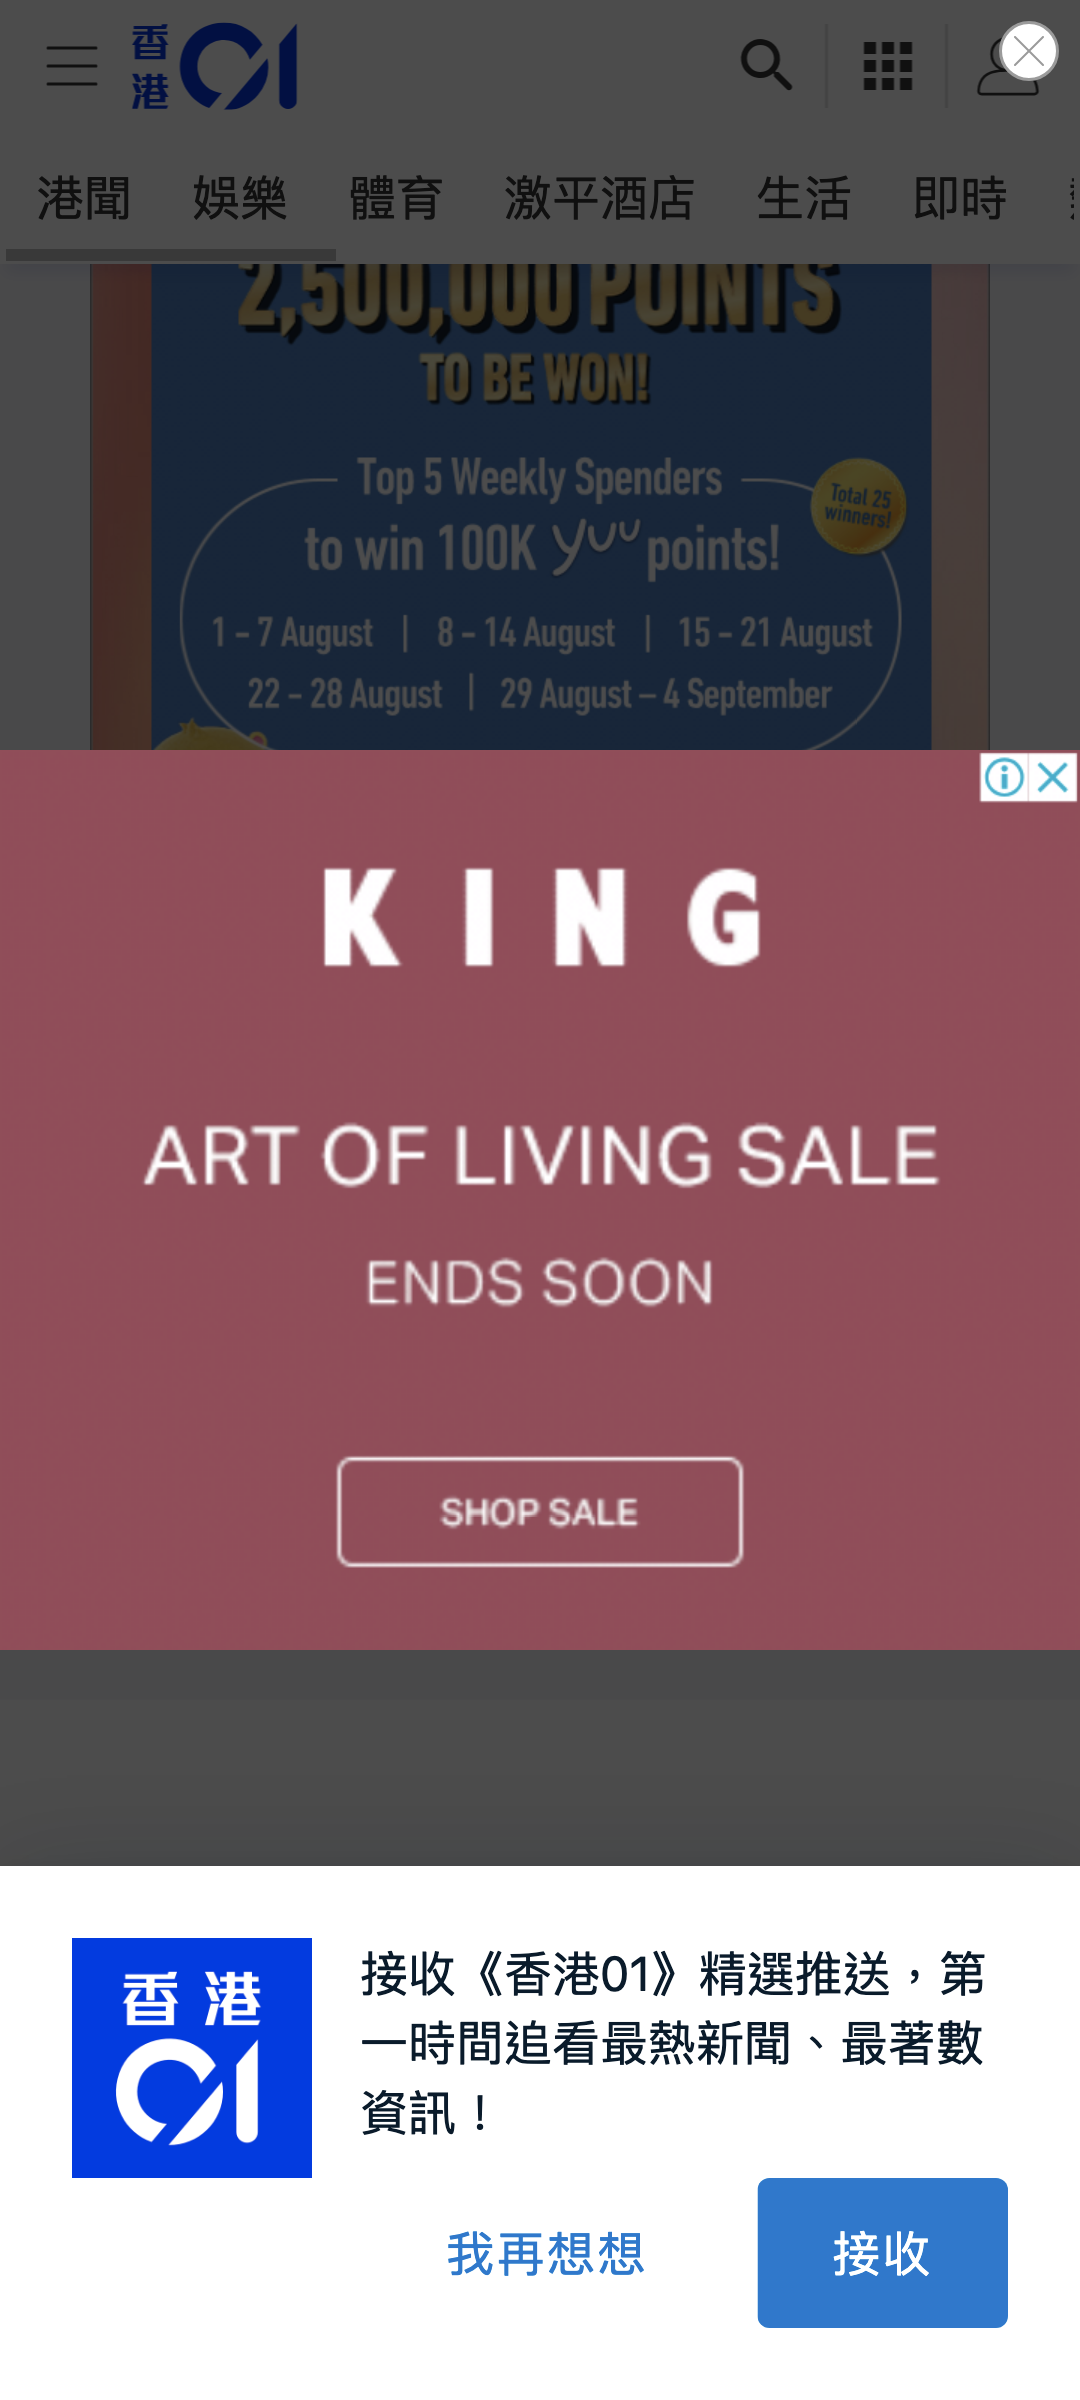 香港01
港聞 娛樂 體育 激平酒店 生活 即時
2,500,000 POINTS
TO BE WON!
Top 5 Weekly Spenders
Total 25
winners!
to win 100K yuu points!
1 – 7 August | 8 – 14 August | 15 – 21 August
22 – 28 August | 29 August – 4 September
KING
ART OF LIVING SALE
ENDS SOON
SHOP SALE
香港
01
接收《香港01》精選推送，第
一時間追看最熱新聞、最著數
資訊！
我再想想
接收